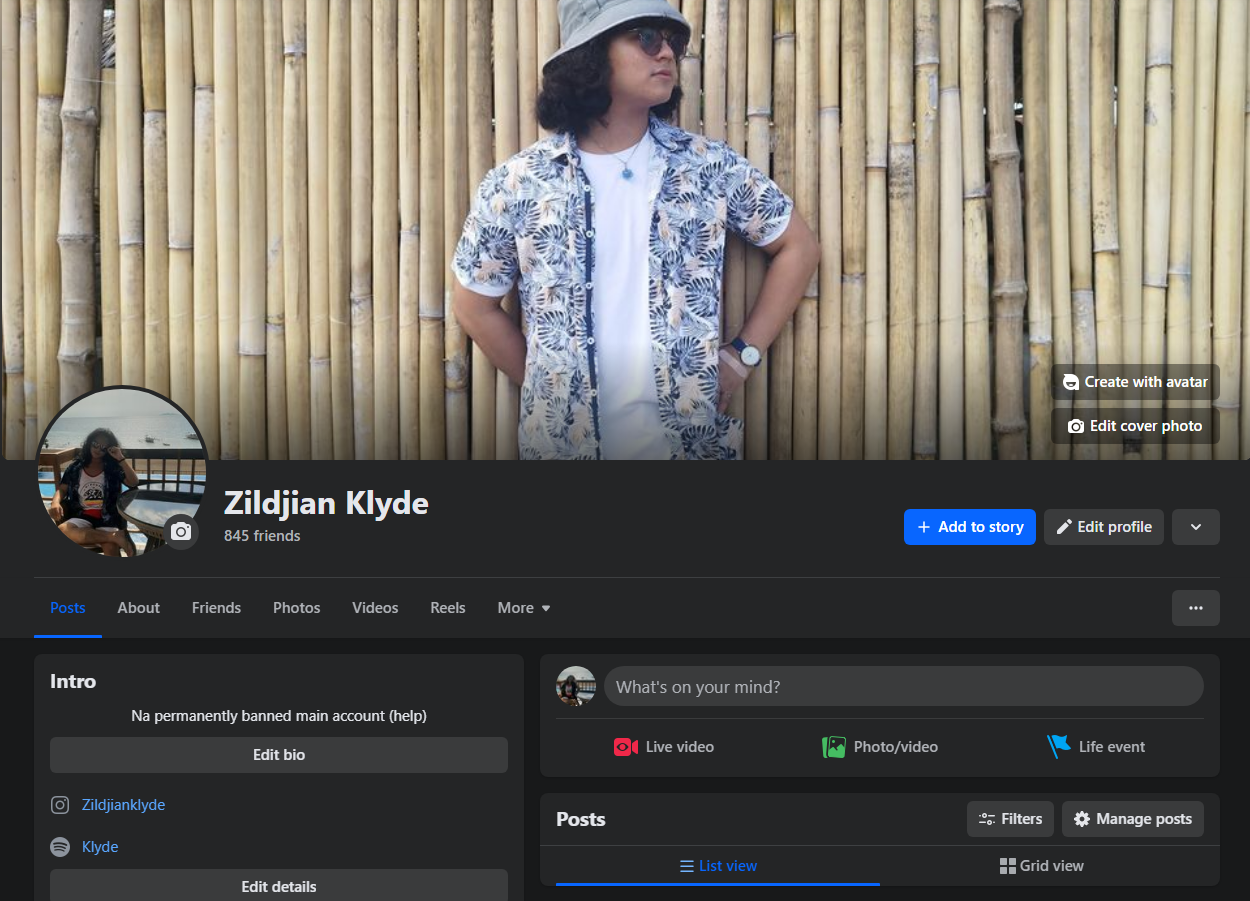 Create with avatar
Edit cover photo
Zildjian Klyde
845 friends
Add to story
Edit profile
Posts
About
Friends
Photos
Videos
Reels
More
Intro
Na permanently banned main account (help)
Edit bio
Zildjianklyde
Klyde
Edit details
What's on your mind?
Live video
Photo/video
Life event
Posts
Filters
Manage posts
List view
Grid view